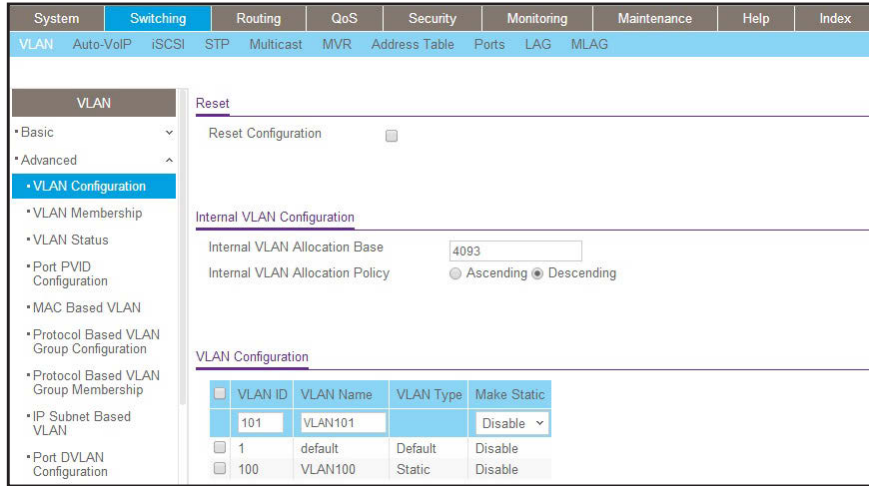 System Switching Routing QoS Security Monitoring Maintenance Help Index
VLAN Auto-VoIP iSCSI STP Multicast MVR Address Table Ports LAG MLAG
VLAN
Basic
Advanced
VLAN Configuration
VLAN Membership
VLAN Status
Port PVID
Configuration
MAC Based VLAN
Protocol Based VLAN
Group Configuration
Protocol Based VLAN
Group Membership
IP Subnet Based
VLAN
Port DVLAN
Configuration
Reset
Reset Configuration
Internal VLAN Configuration
Internal VLAN Allocation Base 4093
Internal VLAN Allocation Policy Ascending Descending
VLAN Configuration
VLAN ID VLAN Name VLAN Type Make Static
101 VLAN101 Disable
1 default Default Disable
100 VLAN100 Static Disable